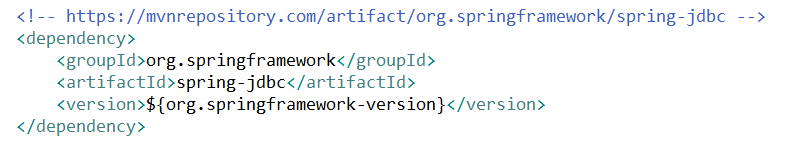 <!-- https://mvnrepository.com/artifact/org.springframework/spring-jdbc -->
<dependency>
    <groupId>org.springframework</groupId>
    <artifactId>spring-jdbc</artifactId>
    <version>${org.springframework-version}</version>
</dependency>